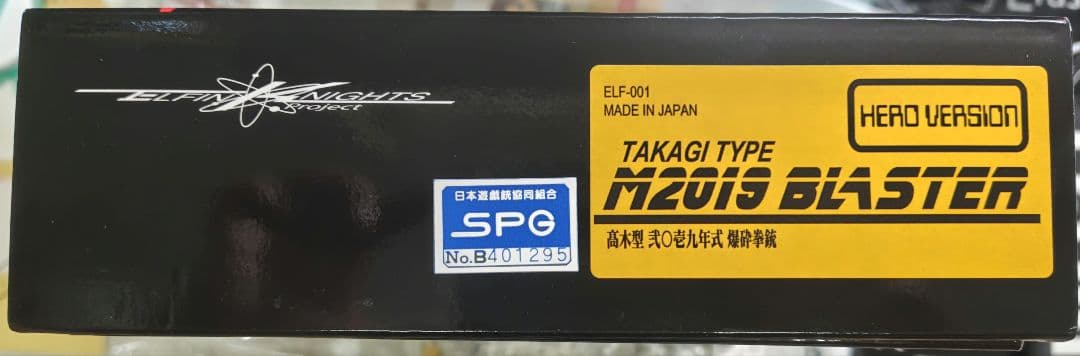 ELFIN KNIGHTS
Project
日本遊戯銃協同組合
SPG
No.B401295
ELF-001
MADE IN JAPAN
HERO VERSION
TAKAGI TYPE
M2019 BLASTER
髙木型 弐〇壱九年式 爆砕拳銃